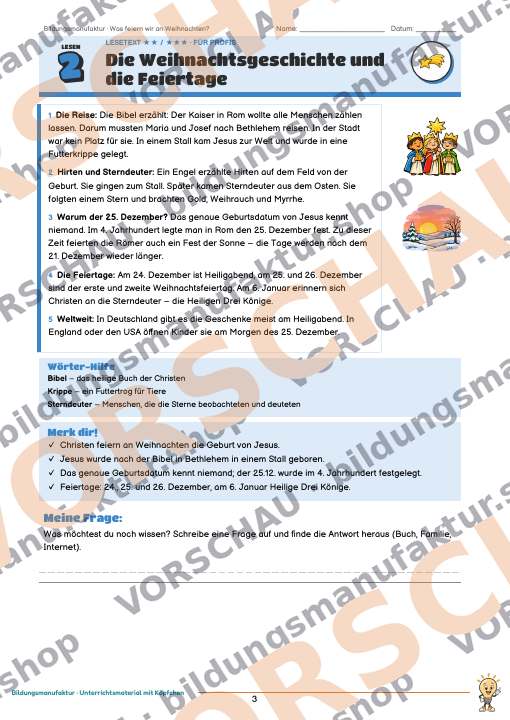 Bildungsmanufaktur · Was feiern wir an Weihnachten? Name: Datum:
LESEN
2
LESETEXT ★★ / ★★★ · FÜR PROFIS
Die Weihnachtsgeschichte und
die Feiertage
1 Die Reise: Die Bibel erzählt: Der Kaiser in Rom wollte alle Menschen zählen
lassen. Darum mussten Maria und Josef nach Bethlehem reisen. In der Stadt
war kein Platz für sie. In einem Stall kam Jesus zur Welt und wurde in eine
Futterkrippe gelegt.
2 Hirten und Sterndeuter: Ein Engel erzählte Hirten auf dem Feld von der
Geburt. Sie gingen zum Stall. Später kamen Sterndeuter aus dem Osten. Sie
folgten einem Stern und brachten Gold, Weihrauch und Myrrhe.
3 Warum der 25. Dezember? Das genaue Geburtsdatum von Jesus kennt
niemand. Im 4. Jahrhundert legte man in Rom den 25. Dezember fest. Zu dieser
Zeit feierten die Römer auch ein Fest der Sonne – die Tage werden nach dem
21. Dezember wieder länger.
4 Die Feiertage: Am 24. Dezember ist Heiligabend, am 25. und 26. Dezember
sind der erste und zweite Weihnachtsfeiertag. Am 6. Januar erinnern sich
Christen an die Sterndeuter – die Heiligen Drei Könige.
5 Weltweit: In Deutschland gibt es die Geschenke meist am Heiligabend. In
England oder den USA öffnen Kinder sie am Morgen des 25. Dezember.
Wörter-Hilfe
Bibel – das heilige Buch der Christen
Krippe – ein Futtertrog für Tiere
Sterndeuter – Menschen, die die Sterne beobachteten und deuteten
Merk dir!
✓ Christen feiern an Weihnachten die Geburt von Jesus.
✓ Jesus wurde nach der Bibel in Bethlehem in einem Stall geboren.
✓ Das genaue Geburtsdatum kennt niemand; der 25.12. wurde im 4. Jahrhundert festgelegt.
✓ Feiertage: 24., 25. und 26. Dezember, am 6. Januar Heilige Drei Könige.
Meine Frage:
Was möchtest du noch wissen? Schreibe eine Frage auf und finde die Antwort heraus (Buch, Familie,
Internet).
Bildungsmanufaktur · Unterrichtsmaterial mit Köpfchen
3
VORSCHAU · bildungsmanufaktur.shop
VORSCHAU